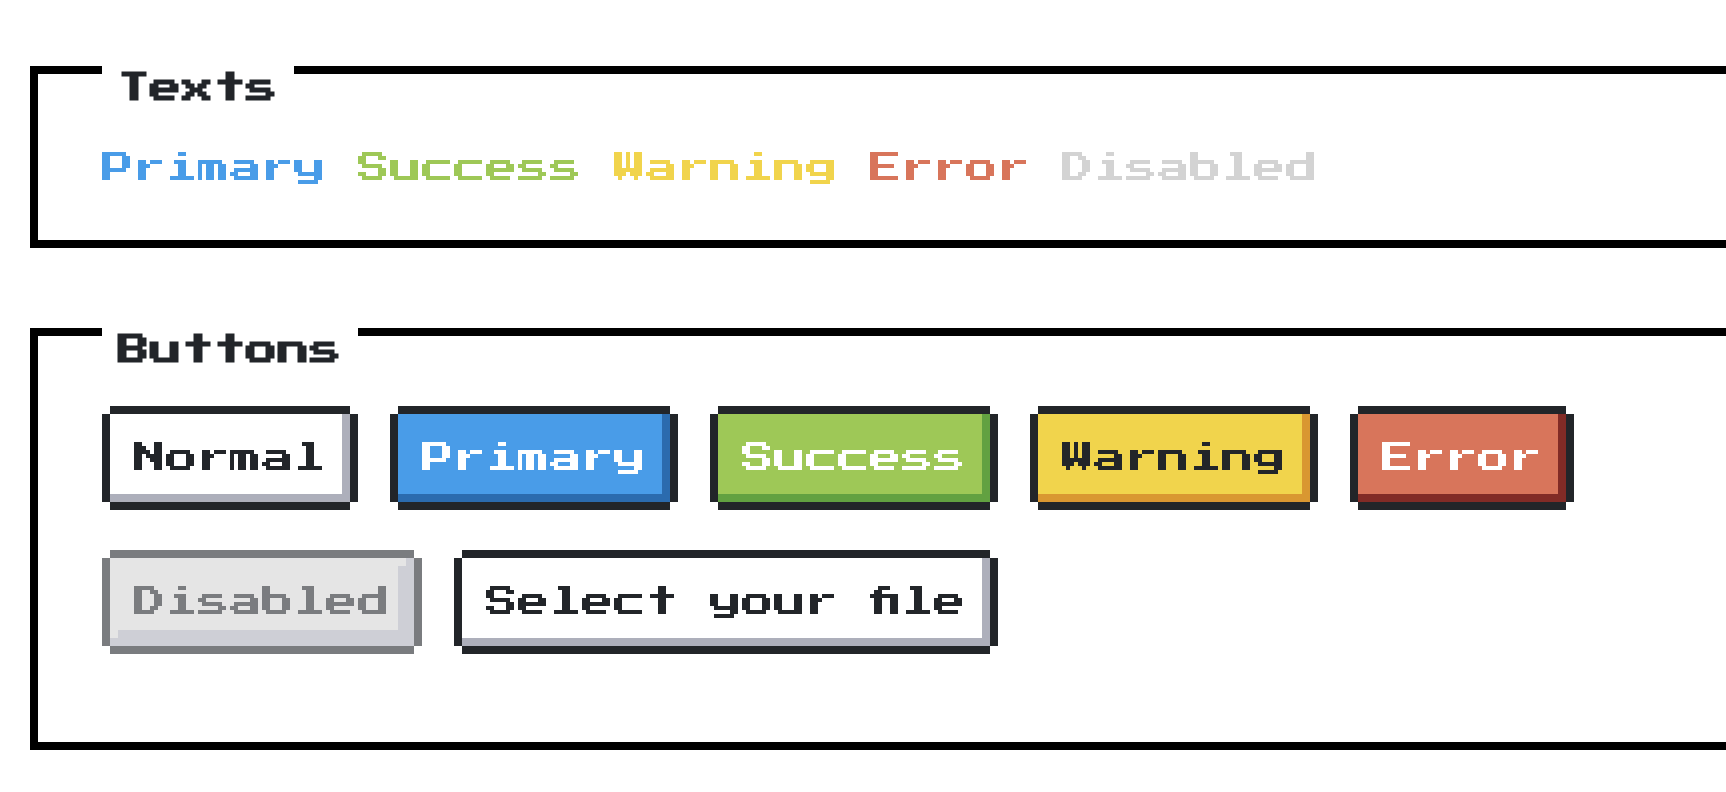 Texts
Primary Success Warning Error Disabled
Buttons
Normal Primary Success Warning Error
Disabled Select your file